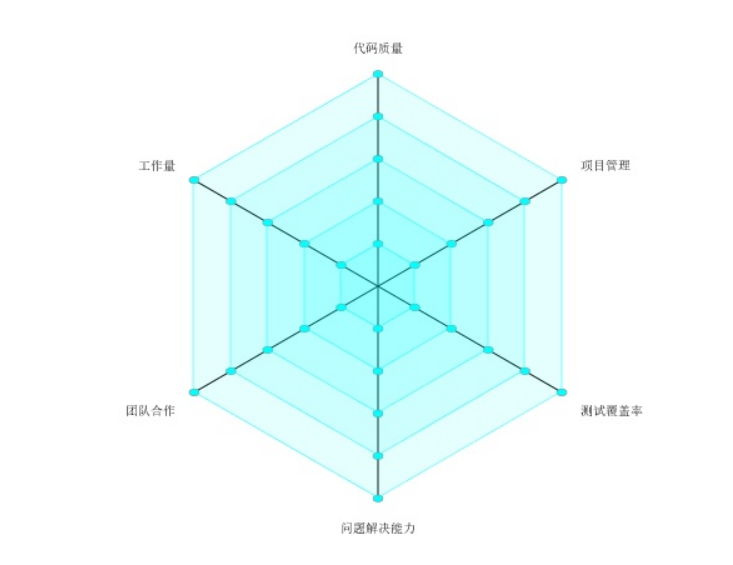 代码质量
工作量
项目管理
团队合作
测试覆盖率
问题解决能力